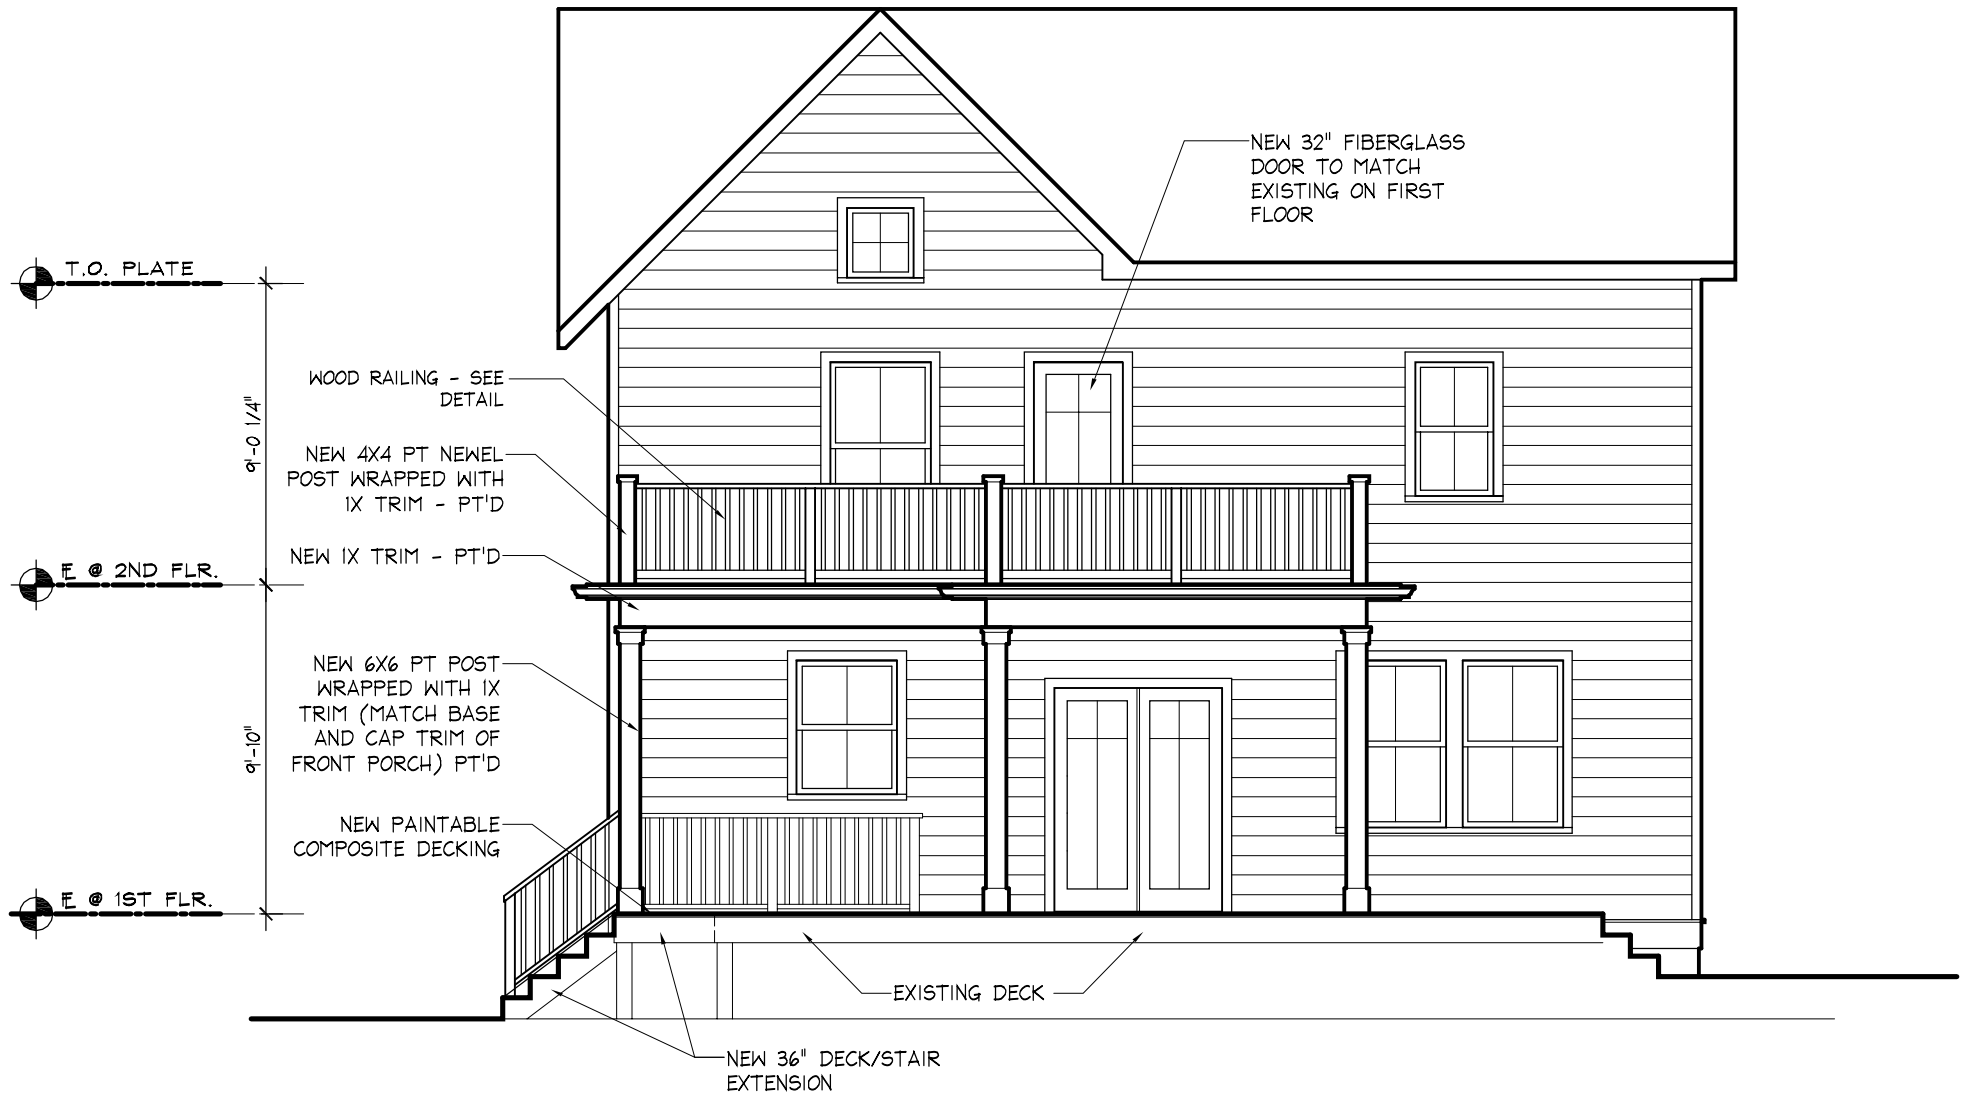 NEW 32" FIBERGLASS
DOOR TO MATCH
EXISTING ON FIRST
FLOOR
T.O. PLATE
WOOD RAILING - SEE
DETAIL
9'-0 1/4"
NEW 4X4 PT NEWEL
POST WRAPPED WITH
1X TRIM - PT'D
NEW 1X TRIM - PT'D
F @ 2ND FLR.
NEW 6X6 PT POST
WRAPPED WITH 1X
TRIM (MATCH BASE
AND CAP TRIM OF
FRONT PORCH) PT'D
9'-10"
NEW PAINTABLE
COMPOSITE DECKING
F @ 1ST FLR.
EXISTING DECK
NEW 36" DECK/STAIR
EXTENSION